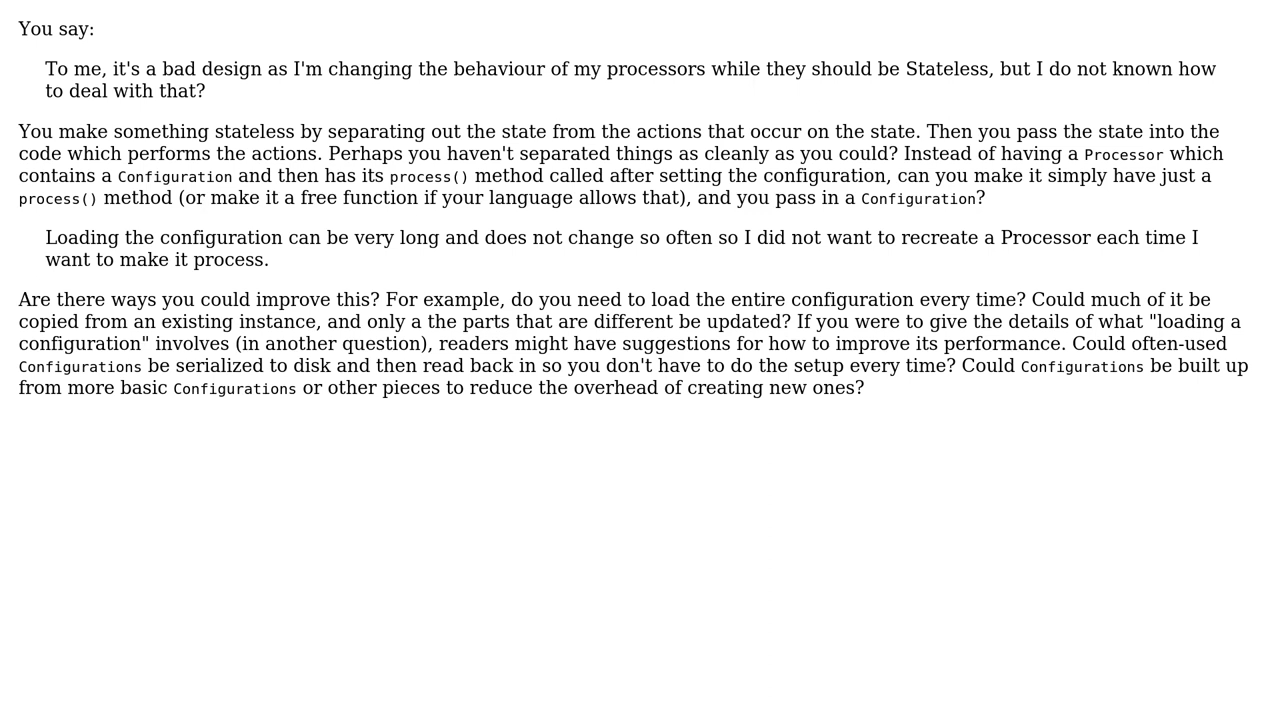 You say:
To me, it's a bad design as I'm changing the behaviour of my processors while they should be Stateless, but I do not known how
to deal with that?
You make something stateless by separating out the state from the actions that occur on the state. Then you pass the state into the
code which performs the actions. Perhaps you haven't separated things as cleanly as you could? Instead of having a Processor which
contains a Configuration and then has its process() method called after setting the configuration, can you make it simply have just a
process() method (or make it a free function if your language allows that), and you pass in a Configuration?
Loading the configuration can be very long and does not change so often so I did not want to recreate a Processor each time I
want to make it process.
Are there ways you could improve this? For example, do you need to load the entire configuration every time? Could much of it be
copied from an existing instance, and only a the parts that are different be updated? If you were to give the details of what "loading a
configuration" involves (in another question), readers might have suggestions for how to improve its performance. Could often-used
Configurations be serialized to disk and then read back in so you don't have to do the setup every time? Could Configurations be built up
from more basic Configurations or other pieces to reduce the overhead of creating new ones?